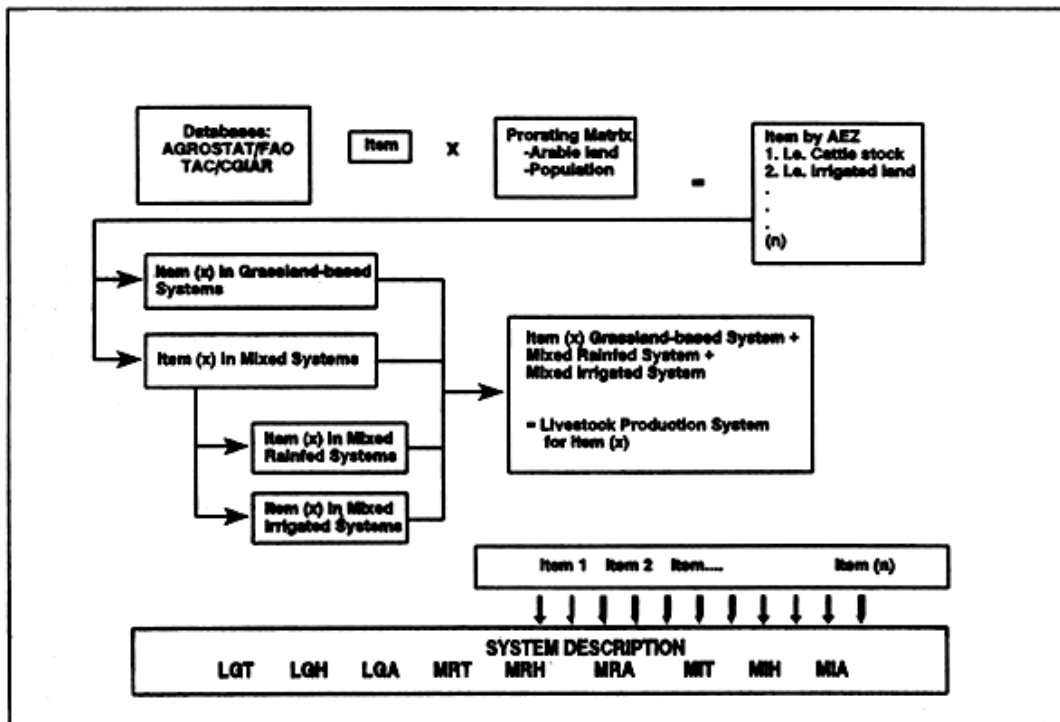 Databases:
AGROSTAT/FAO
TAC/CGIAR
Item
X
Prorating Matrix
-Arable land
-Population
=
Item by AEZ
1. i.e. Cattle stock
2. i.e. Irrigated land
.
.
.
(n)
Item (x) in Grassland-based
Systems
Item (x) in Mixed Systems
Item (x) in Mixed
Rainfed Systems
Item (x) in Mixed
Irrigated Systems
Item (x) Grassland-based System +
Mixed Rainfed System +
Mixed Irrigated System
= Livestock Production System
for Item (x)
Item 1 Item 2 Item.... Item (n)
SYSTEM DESCRIPTION
LGT LGH LGA MRT MRH MRA MIT MIH MIA